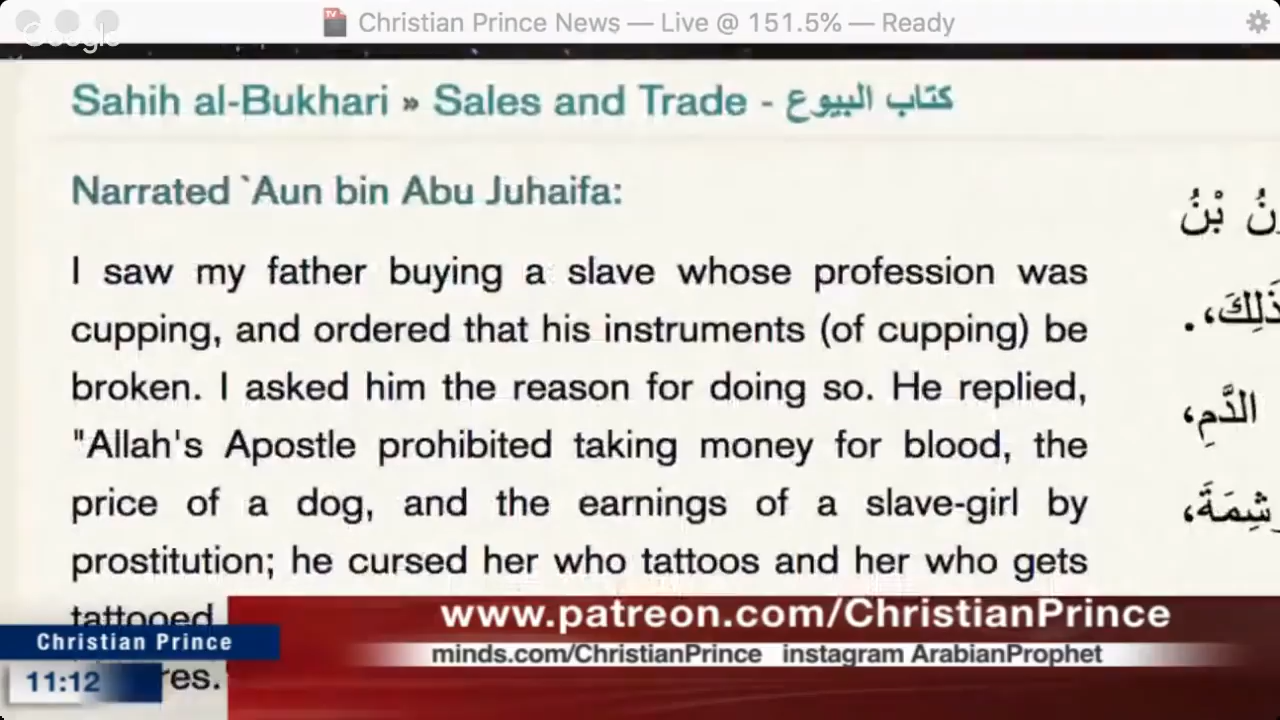 Christian Prince News — Live @ 151.5% — Ready
Google
Sahih al-Bukhari » Sales and Trade - كتاب البيوع
Narrated `Aun bin Abu Juhaifa:
I saw my father buying a slave whose profession was
cupping, and ordered that his instruments (of cupping) be
broken. I asked him the reason for doing so. He replied,
"Allah's Apostle prohibited taking money for blood, the
price of a dog, and the earnings of a slave-girl by
prostitution; he cursed her who tattoos and her who gets
tattooed
بْنُ
الدَّمِ،
www.patreon.com/ChristianPrince
Christian Prince
minds.com/ChristianPrince instagram ArabianProphet
11:12